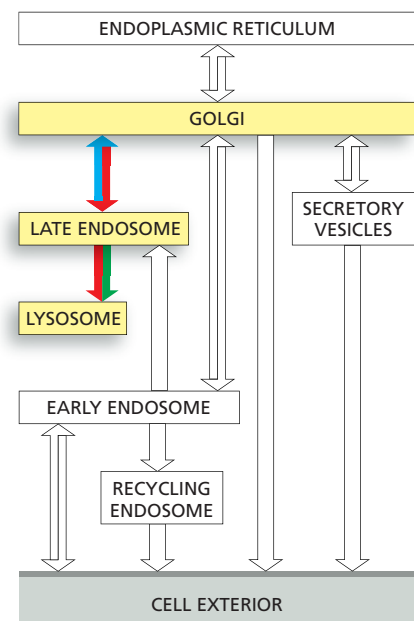 ENDOPLASMIC RETICULUM
GOLGI
LATE ENDOSOME
SECRETORY
VESICLES
LYSOSOME
EARLY ENDOSOME
RECYCLING
ENDOSOME
CELL EXTERIOR